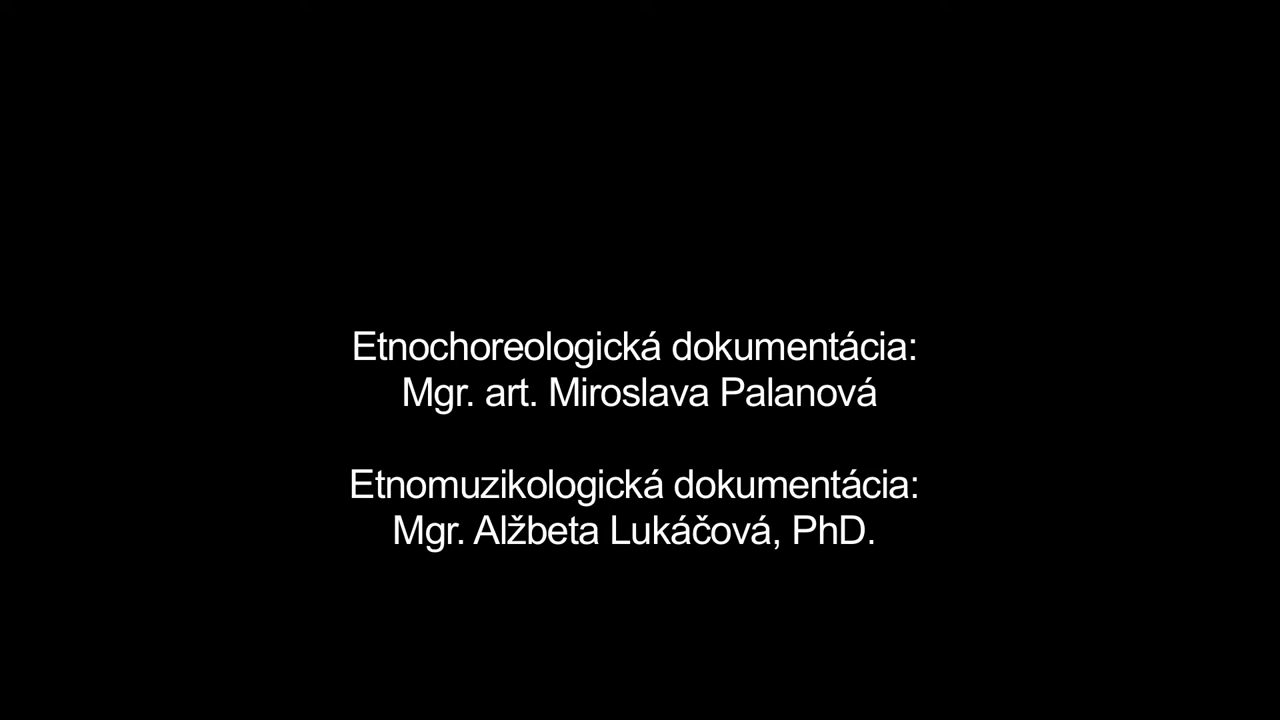 Etnochoreologická dokumentácia:
Mgr. art. Miroslava Palanová
Etnomuzikologická dokumentácia:
Mgr. Alžbeta Lukáčová, PhD.